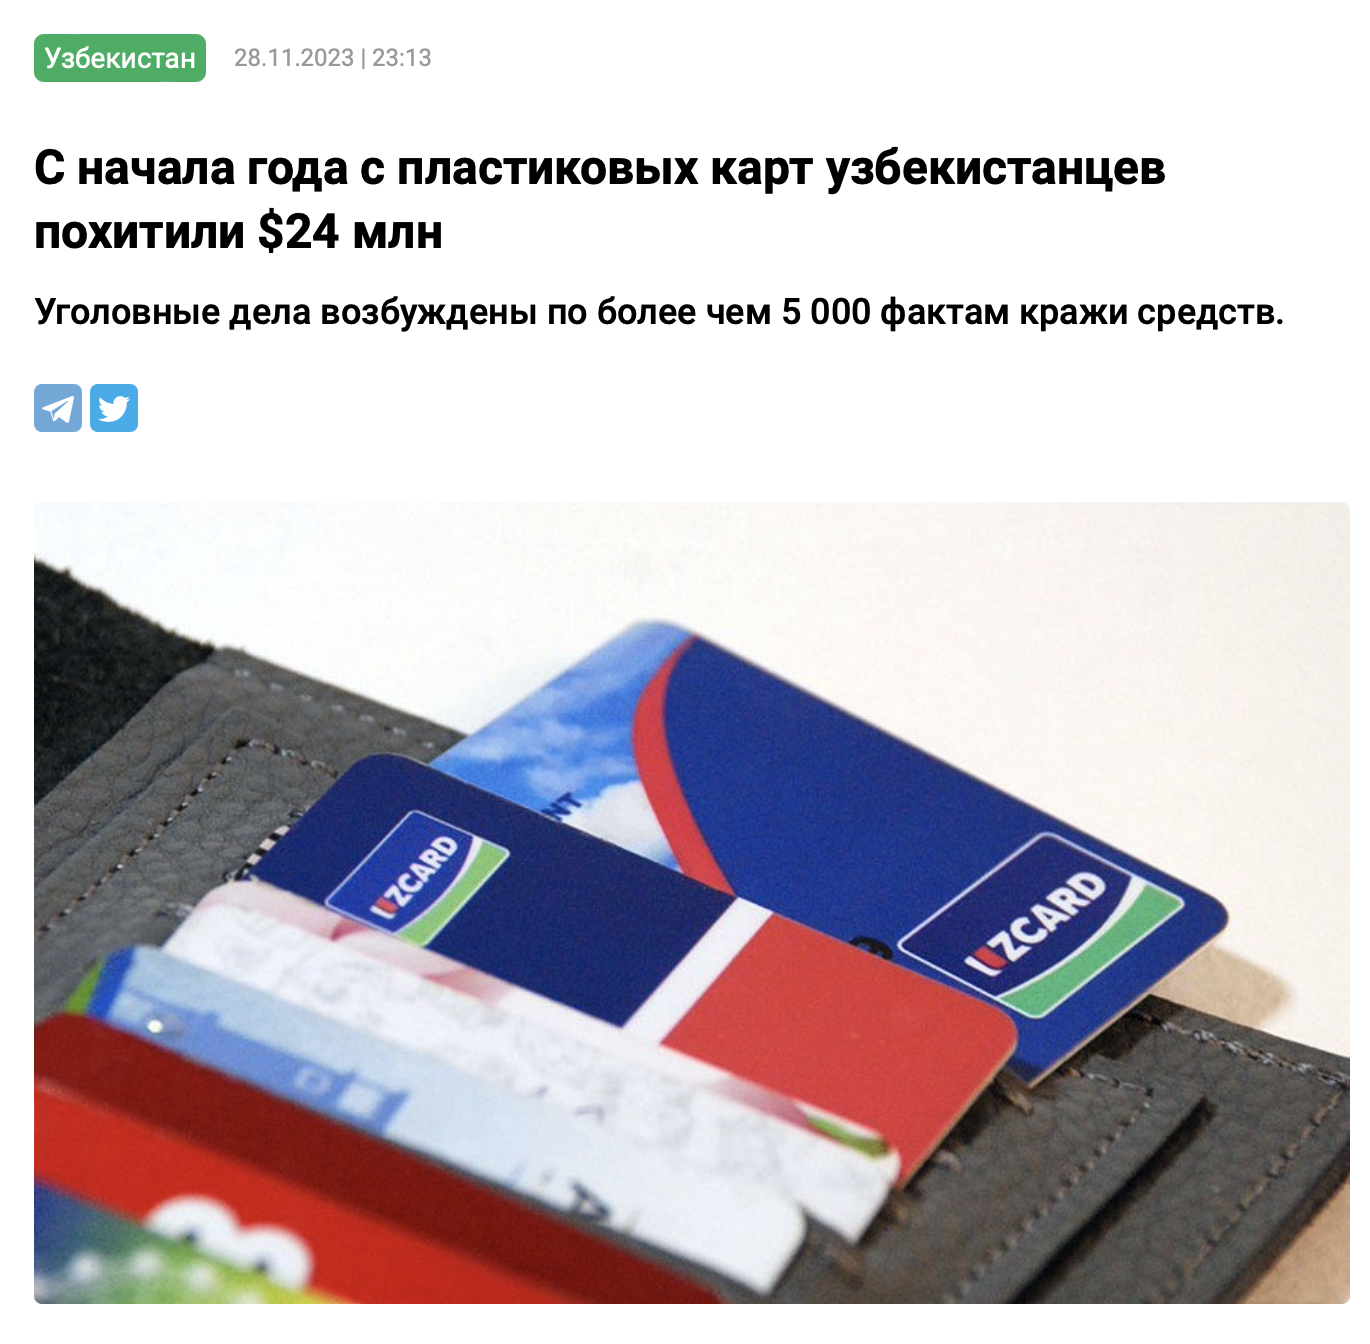 Узбекистан
28.11.2023 | 23:13
С начала года с пластиковых карт узбекистанцев
похитили $24 млн
Уголовные дела возбуждены по более чем 5 000 фактам кражи средств.
NT
UZCARD
UZCARD